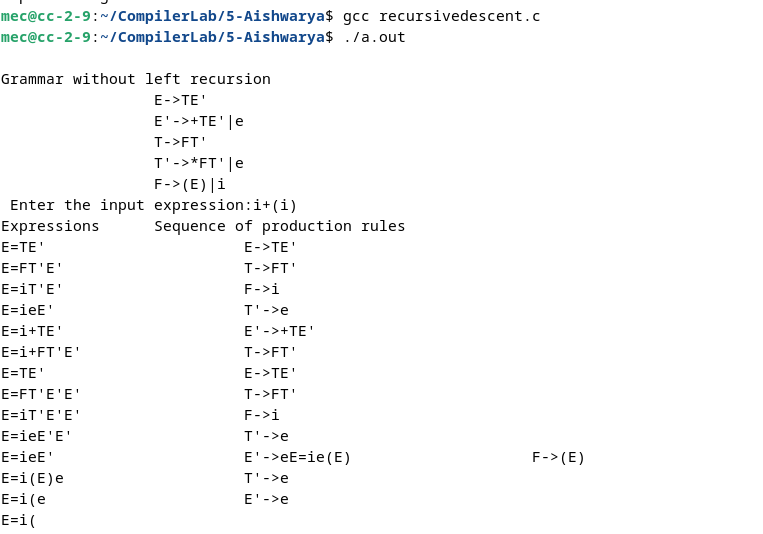 mec@cc-2-9:~/CompilerLab/5-Aishwarya$ gcc recursivedescent.c
mec@cc-2-9:~/CompilerLab/5-Aishwarya$ ./a.out
Grammar without left recursion
E->TE'
E'->+TE'|e
T->FT'
T'->*FT'|e
F->(E)|i
Enter the input expression:i+(i)
Expressions Sequence of production rules
E=TE' E->TE'
E=FT'E' T->FT'
E=iT'E' F->i
E=ieE' T'->e
E=i+TE' E'->+TE'
E=i+FT'E' T->FT'
E=TE' E->TE'
E=FT'E'E' T->FT'
E=iT'E'E' F->i
E=ieE'E' T'->e
E=ieE' E'->eE=ie(E) F->(E)
E=i(E)e T'->e
E=i(e E'->e
E=i(